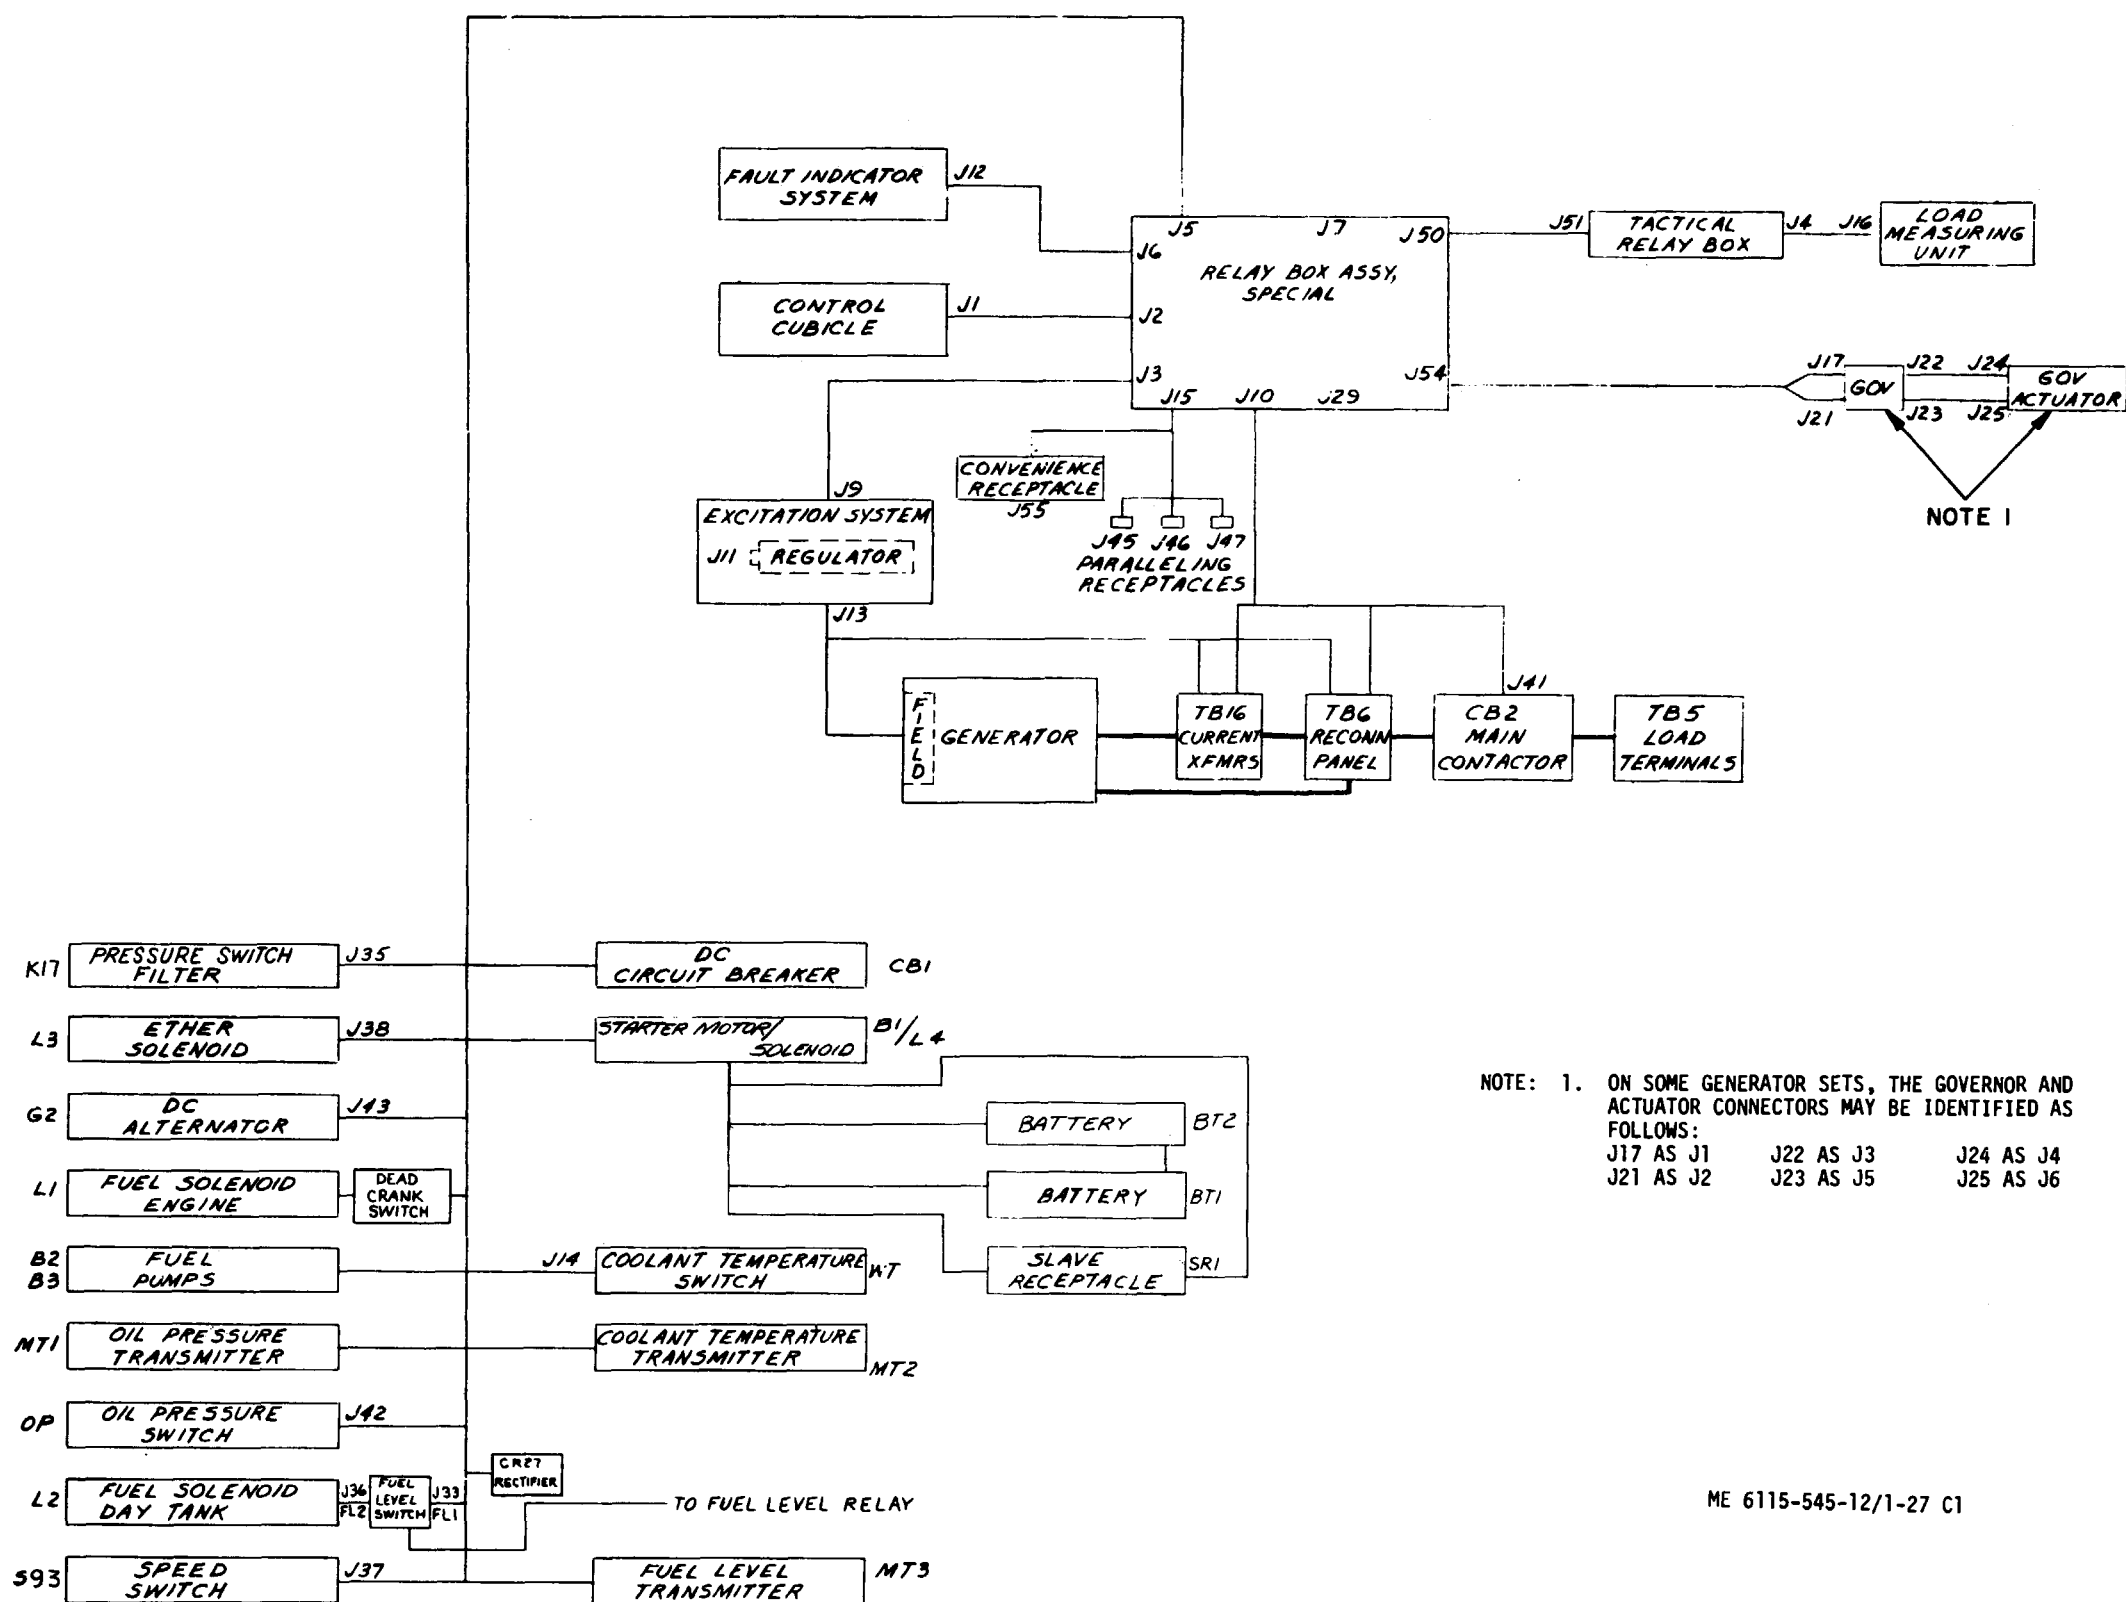 FAULT INDICATOR
SYSTEM
J12
J6
J5
J7
J50
RELAY BOX ASSY,
SPECIAL
J51
TACTICAL
RELAY BOX
J4
J16
LOAD
MEASURING
UNIT
CONTROL
CUBICLE
J1
J2
J3
J15
J10
J29
J54
J17
J21
GOV
J22
J23
J24
J25
GOV
ACTUATOR
NOTE 1
CONVENIENCE
RECEPTACLE
J55
J45 J46 J47
PARALLELING
RECEPTACLES
J9
EXCITATION SYSTEM
J11
REGULATOR
J13
FIELD
GENERATOR
TB16
CURRENT
XFMRS
TB6
RECONN
PANEL
J41
CB2
MAIN
CONTACTOR
TB5
LOAD
TERMINALS
K17
PRESSURE SWITCH
FILTER
J35
DC
CIRCUIT BREAKER
CB1
L3
ETHER
SOLENOID
J38
STARTER MOTOR/
SOLENOID
B1/L4
G2
DC
ALTERNATOR
J43
BATTERY
BT2
L1
FUEL SOLENOID
ENGINE
DEAD
CRANK
SWITCH
BATTERY
BT1
B2
B3
FUEL
PUMPS
J14
COOLANT TEMPERATURE
SWITCH
WT
SLAVE
RECEPTACLE
SR1
MT1
OIL PRESSURE
TRANSMITTER
COOLANT TEMPERATURE
TRANSMITTER
MT2
OP
OIL PRESSURE
SWITCH
J42
CR27
RECTIFIER
L2
FUEL SOLENOID
DAY TANK
J36
FL2
FUEL
LEVEL
SWITCH
J33
FL1
TO FUEL LEVEL RELAY
S93
SPEED
SWITCH
J37
FUEL LEVEL
TRANSMITTER
MT3
NOTE: 1. ON SOME GENERATOR SETS, THE GOVERNOR AND
ACTUATOR CONNECTORS MAY BE IDENTIFIED AS
FOLLOWS:
J17 AS J1 J22 AS J3 J24 AS J4
J21 AS J2 J23 AS J5 J25 AS J6
ME 6115-545-12/1-27 C1